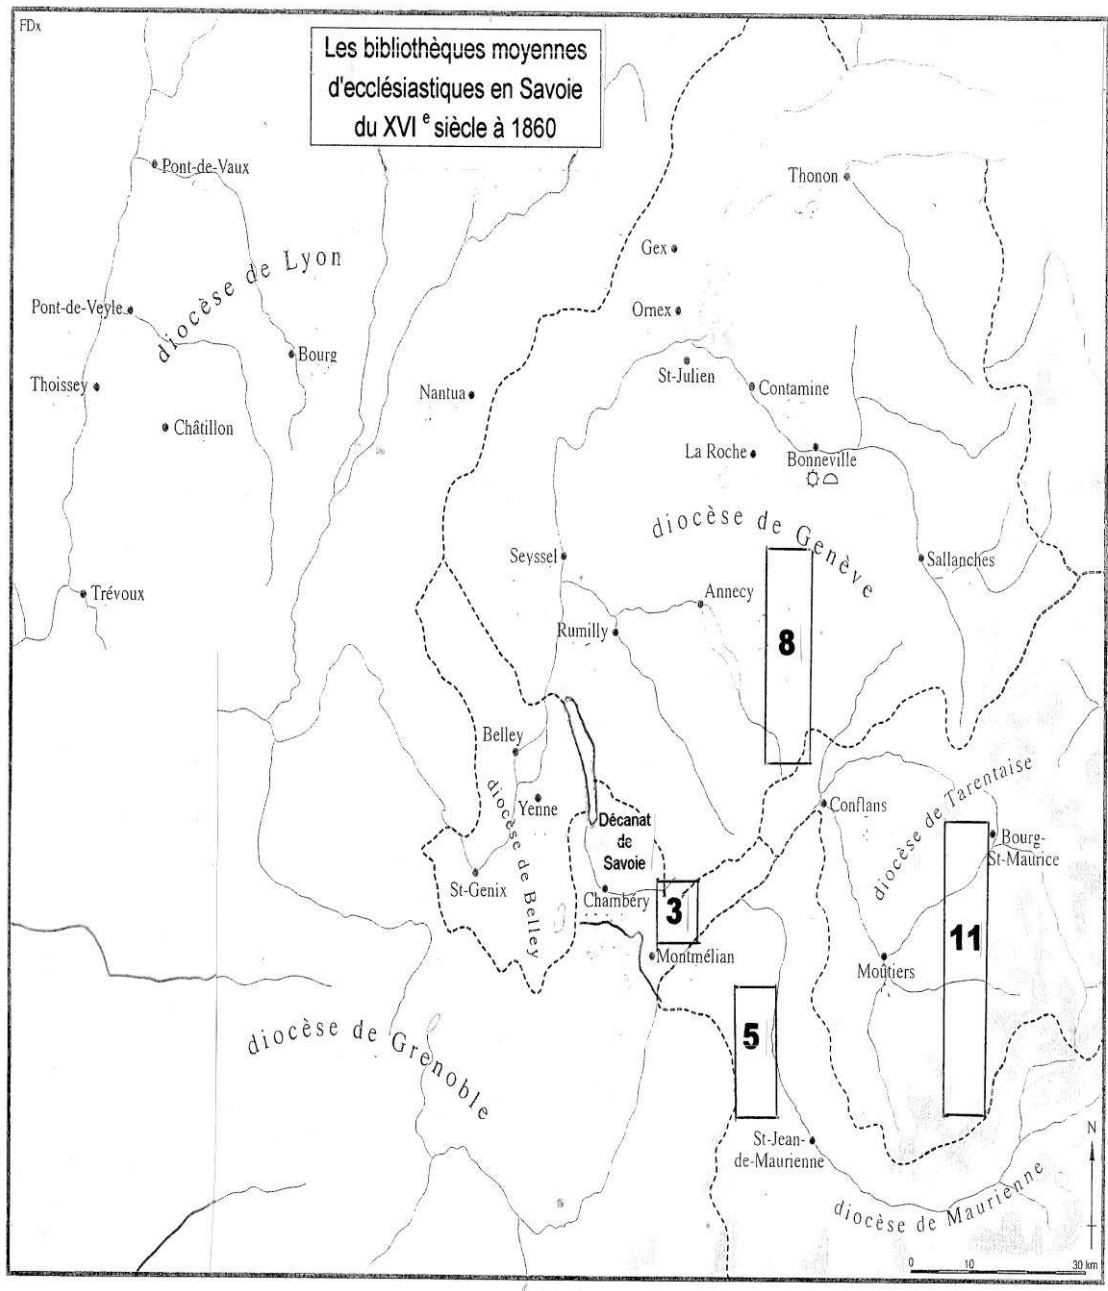 FDx
Les bibliothèques moyennes
d'ecclésiastiques en Savoie
du XVI e siècle à 1860
Pont-de-Vaux
Thonon
diocèse de Lyon
Gex
Pont-de-Veyle
Ornex
Bourg
St-Julien
Thoissey
Nantua
Contamine
Châtillon
La Roche
Bonneville
diocèse de Genève
Seyssel
Sallanches
Trévoux
Annecy
Rumilly
8
Belley
diocèse de Belley
Yenne
Conflans
diocèse de Tarentaise
Décanat
de
Savoie
Bourg-
St-Maurice
St-Genix
Chambéry
3
11
Montmélian
Moûtiers
diocèse de Grenoble
5
St-Jean-
de-Maurienne
N
diocèse de Maurienne
0 10 30 km